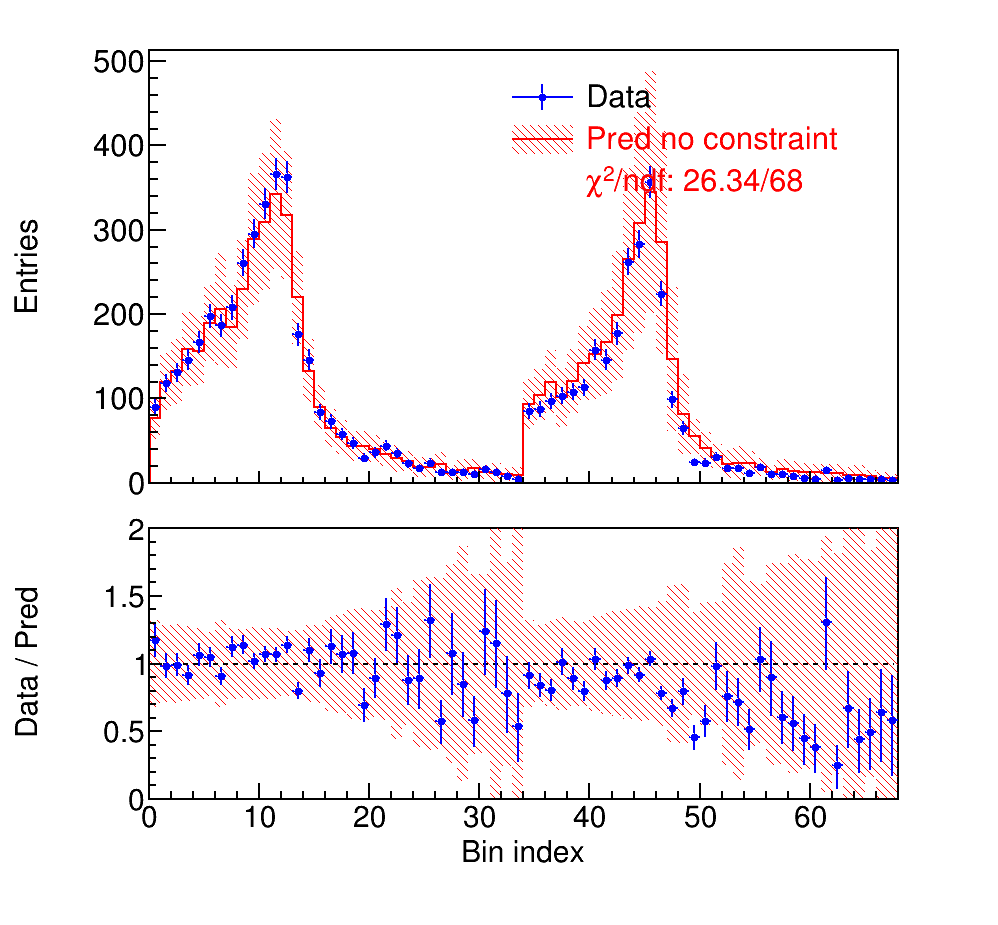 500
400
300
200
100
0
Entries
Data
Pred no constraint
χ²/ndf: 26.34/68
2
1.5
1
0.5
0
Data / Pred
0 10 20 30 40 50 60
Bin index